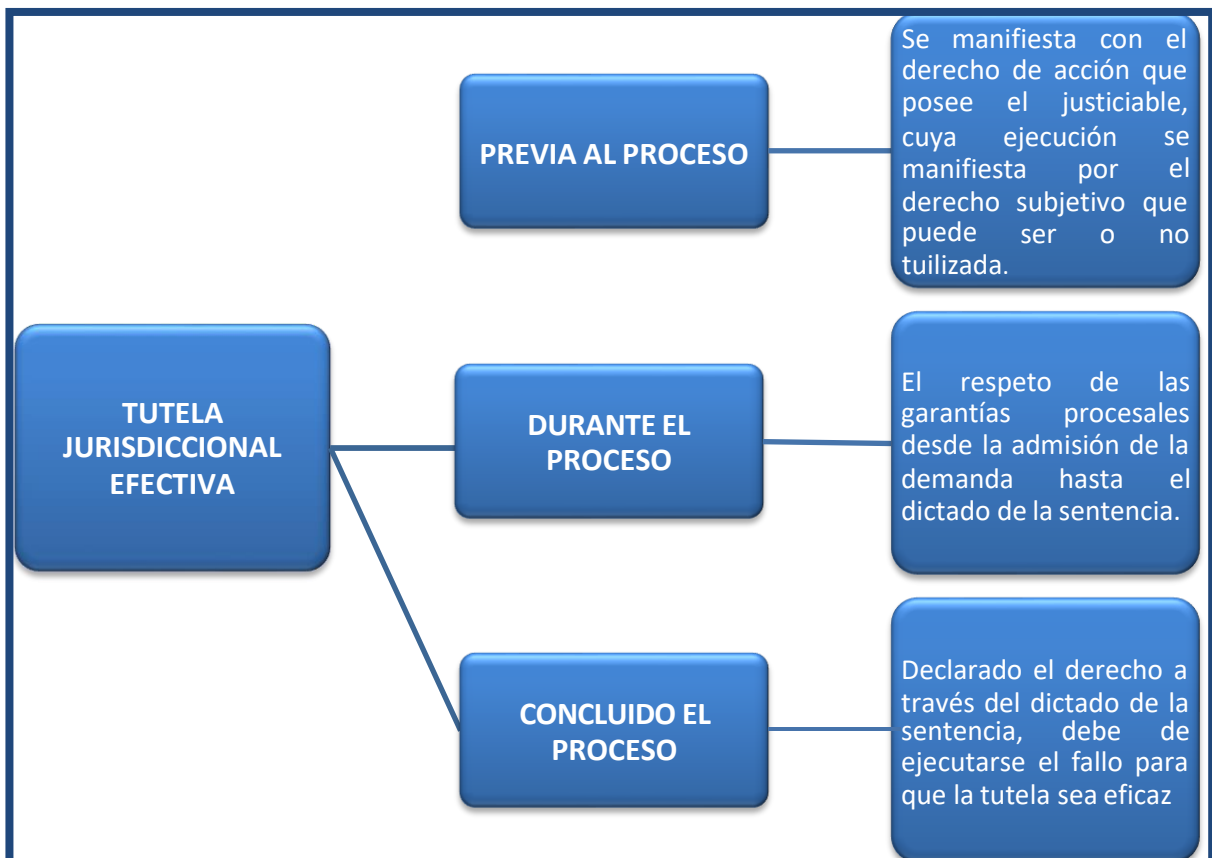 TUTELA
JURISDICCIONAL
EFECTIVA
PREVIA AL PROCESO
Se manifiesta con el
derecho de acción que
posee el justiciable,
cuya ejecución se
manifiesta por el
derecho subjetivo que
puede ser o no
tuilizada.
DURANTE EL
PROCESO
El respeto de las
garantías procesales
desde la admisión de la
demanda hasta el
dictado de la sentencia.
CONCLUIDO EL
PROCESO
Declarado el derecho a
través del dictado de la
sentencia, debe de
ejecutarse el fallo para
que la tutela sea eficaz